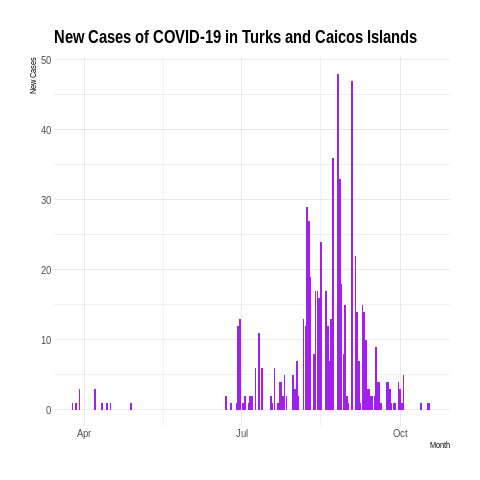 New Cases of COVID-19 in Turks and Caicos Islands
New Cases
50
40
30
20
10
0
Apr
Jul
Oct
Month